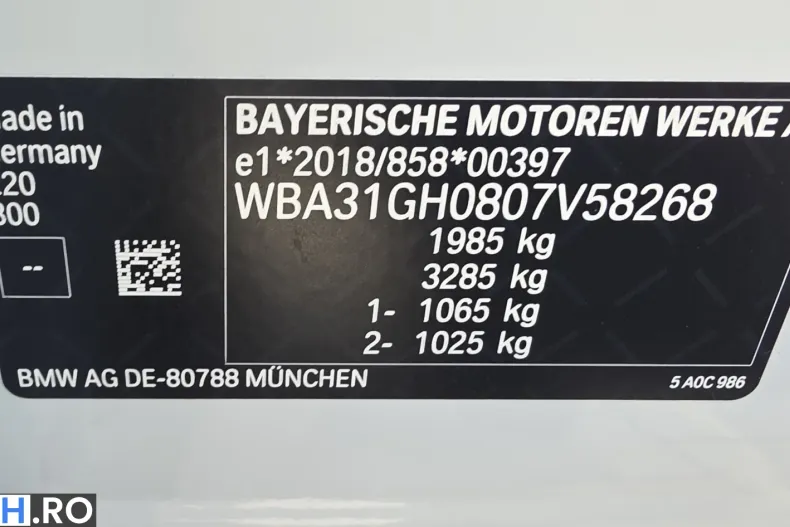 ade in
ermany
20
300
--
BAYERISCHE MOTOREN WERKE A
e1*2018/858*00397
WBA31GH0807V58268
1985 kg
3285 kg
1- 1065 kg
2- 1025 kg
BMW AG DE-80788 MÜNCHEN
5 A0C 986
H.RO